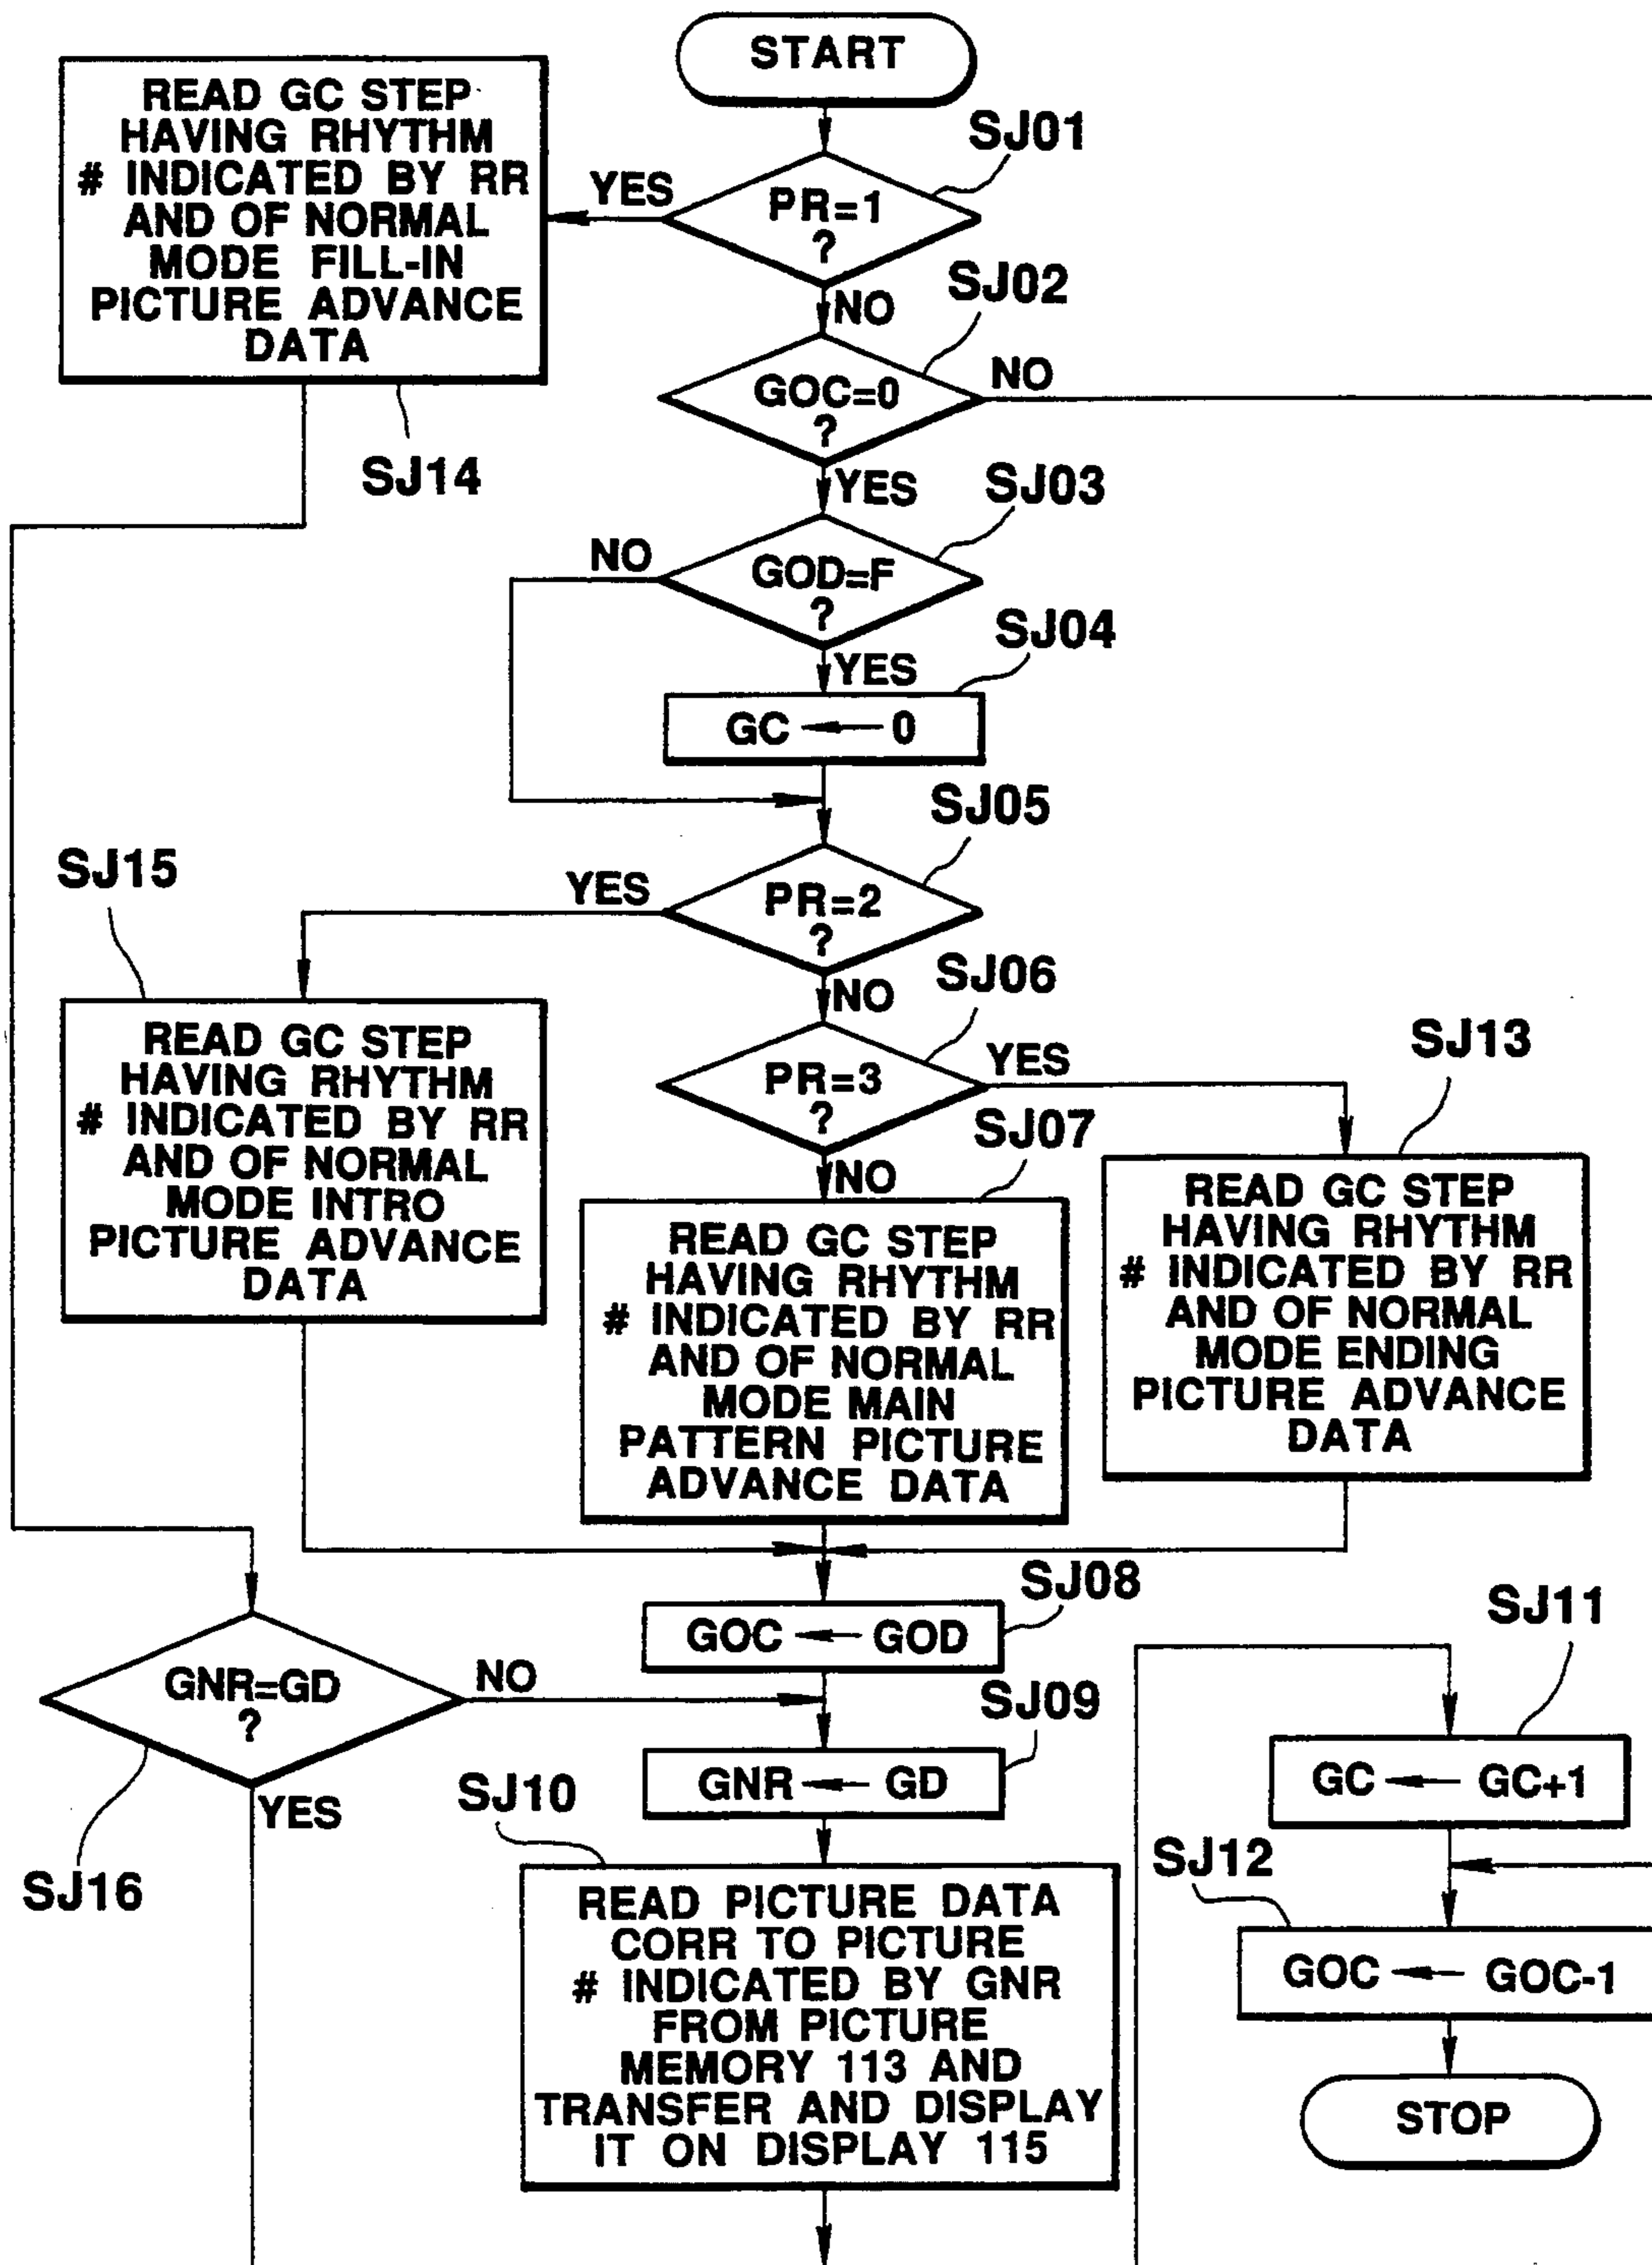 START
SJ01
PR=1
?
YES
NO
READ GC STEP
HAVING RHYTHM
# INDICATED BY RR
AND OF NORMAL
MODE FILL-IN
PICTURE ADVANCE
DATA
SJ14
SJ02
GOC=0
?
NO
YES
SJ03
GOD=F
?
NO
YES
SJ04
GC ← 0
SJ05
PR=2
?
YES
NO
SJ15
READ GC STEP
HAVING RHYTHM
# INDICATED BY RR
AND OF NORMAL
MODE INTRO
PICTURE ADVANCE
DATA
SJ06
PR=3
?
YES
NO
SJ07
READ GC STEP
HAVING RHYTHM
# INDICATED BY RR
AND OF NORMAL
MODE MAIN
PATTERN PICTURE
ADVANCE DATA
SJ13
READ GC STEP
HAVING RHYTHM
# INDICATED BY RR
AND OF NORMAL
MODE ENDING
PICTURE ADVANCE
DATA
SJ08
GOC ← GOD
GNR=GD
?
NO
YES
SJ16
SJ09
GNR ← GD
SJ10
READ PICTURE DATA
CORR TO PICTURE
# INDICATED BY GNR
FROM PICTURE
MEMORY 113 AND
TRANSFER AND DISPLAY
IT ON DISPLAY 115
SJ11
GC ← GC+1
SJ12
GOC ← GOC-1
STOP